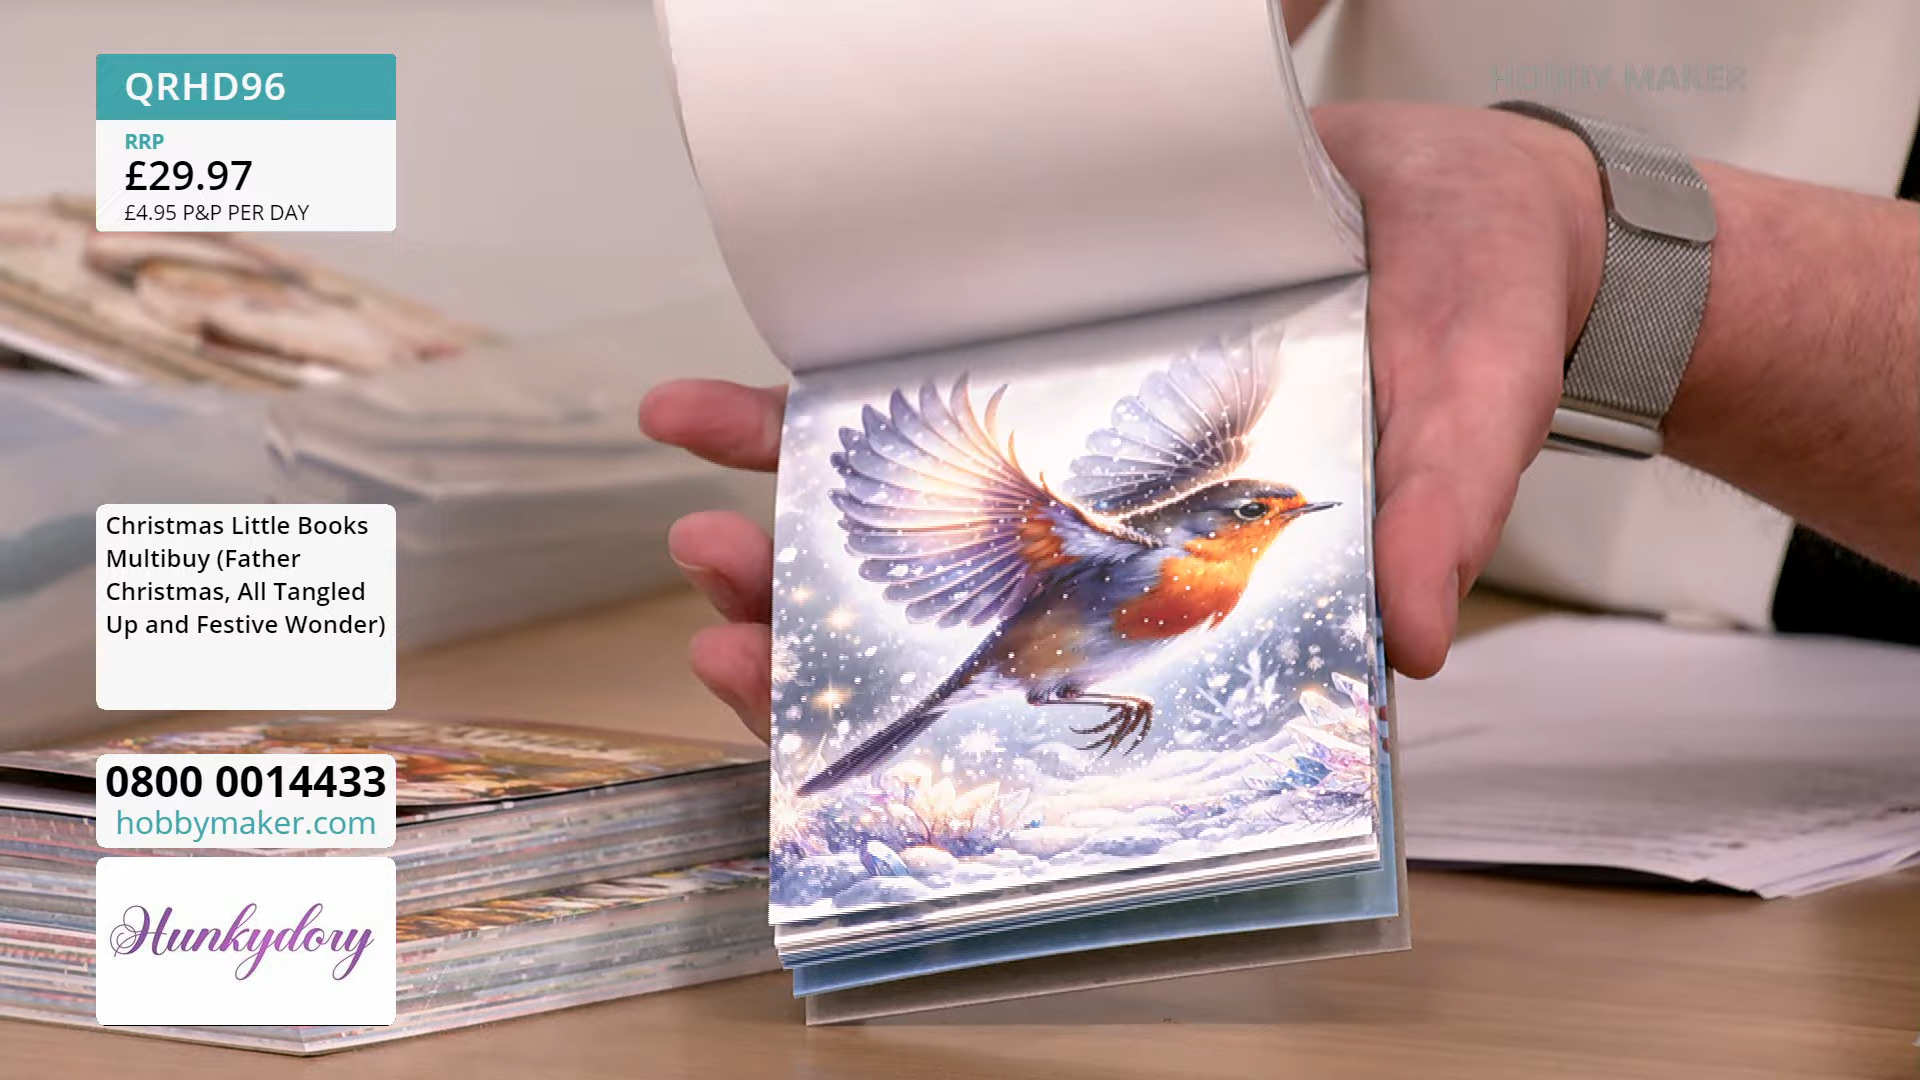 QRHD96
RRP
£29.97
£4.95 P&P PER DAY
HOBBY MAKER
Christmas Little Books
Multibuy (Father
Christmas, All Tangled
Up and Festive Wonder)
0800 0014433
hobbymaker.com
Hunkydory